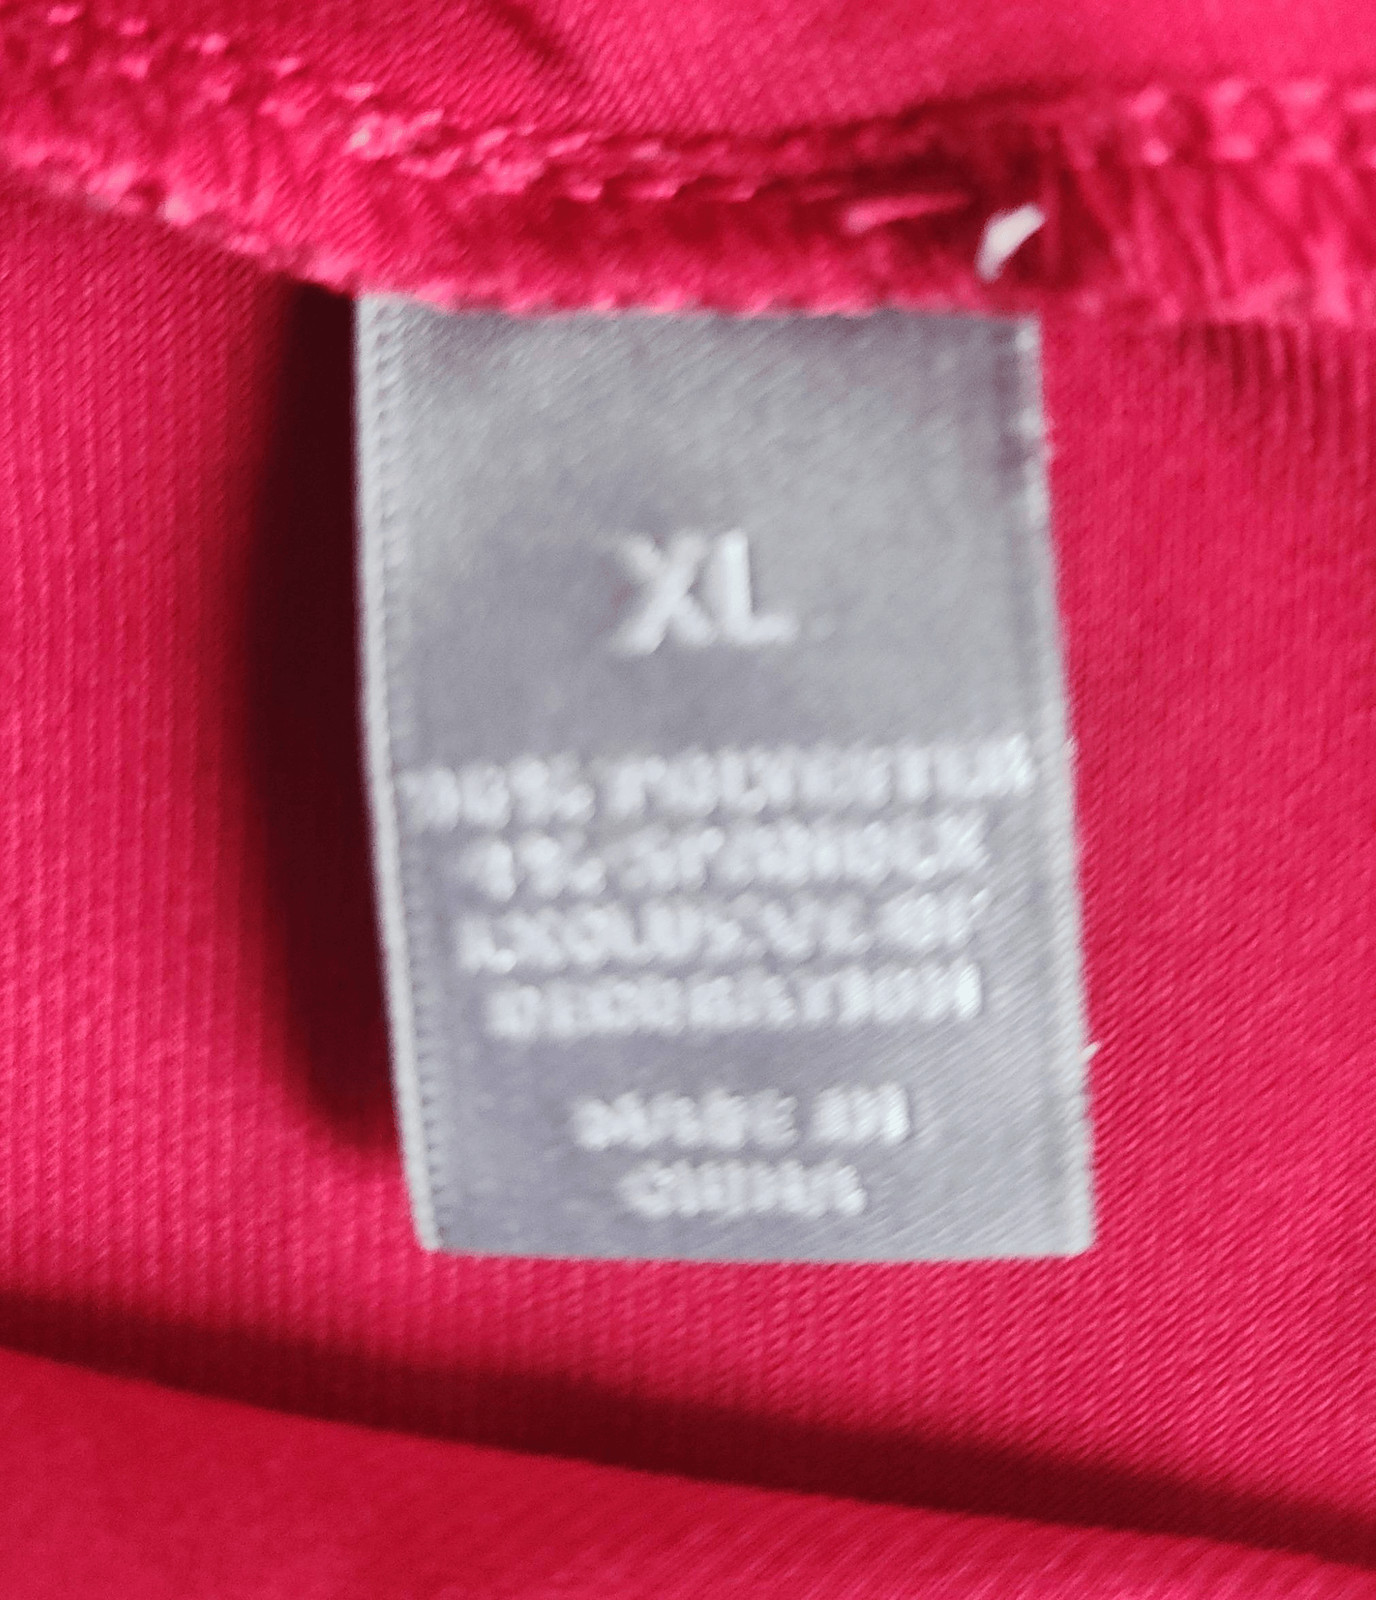 XL
96% POLYESTER
4% SPANDEX
EXCLUSIVE OF
DECORATION
MADE IN
CHINA